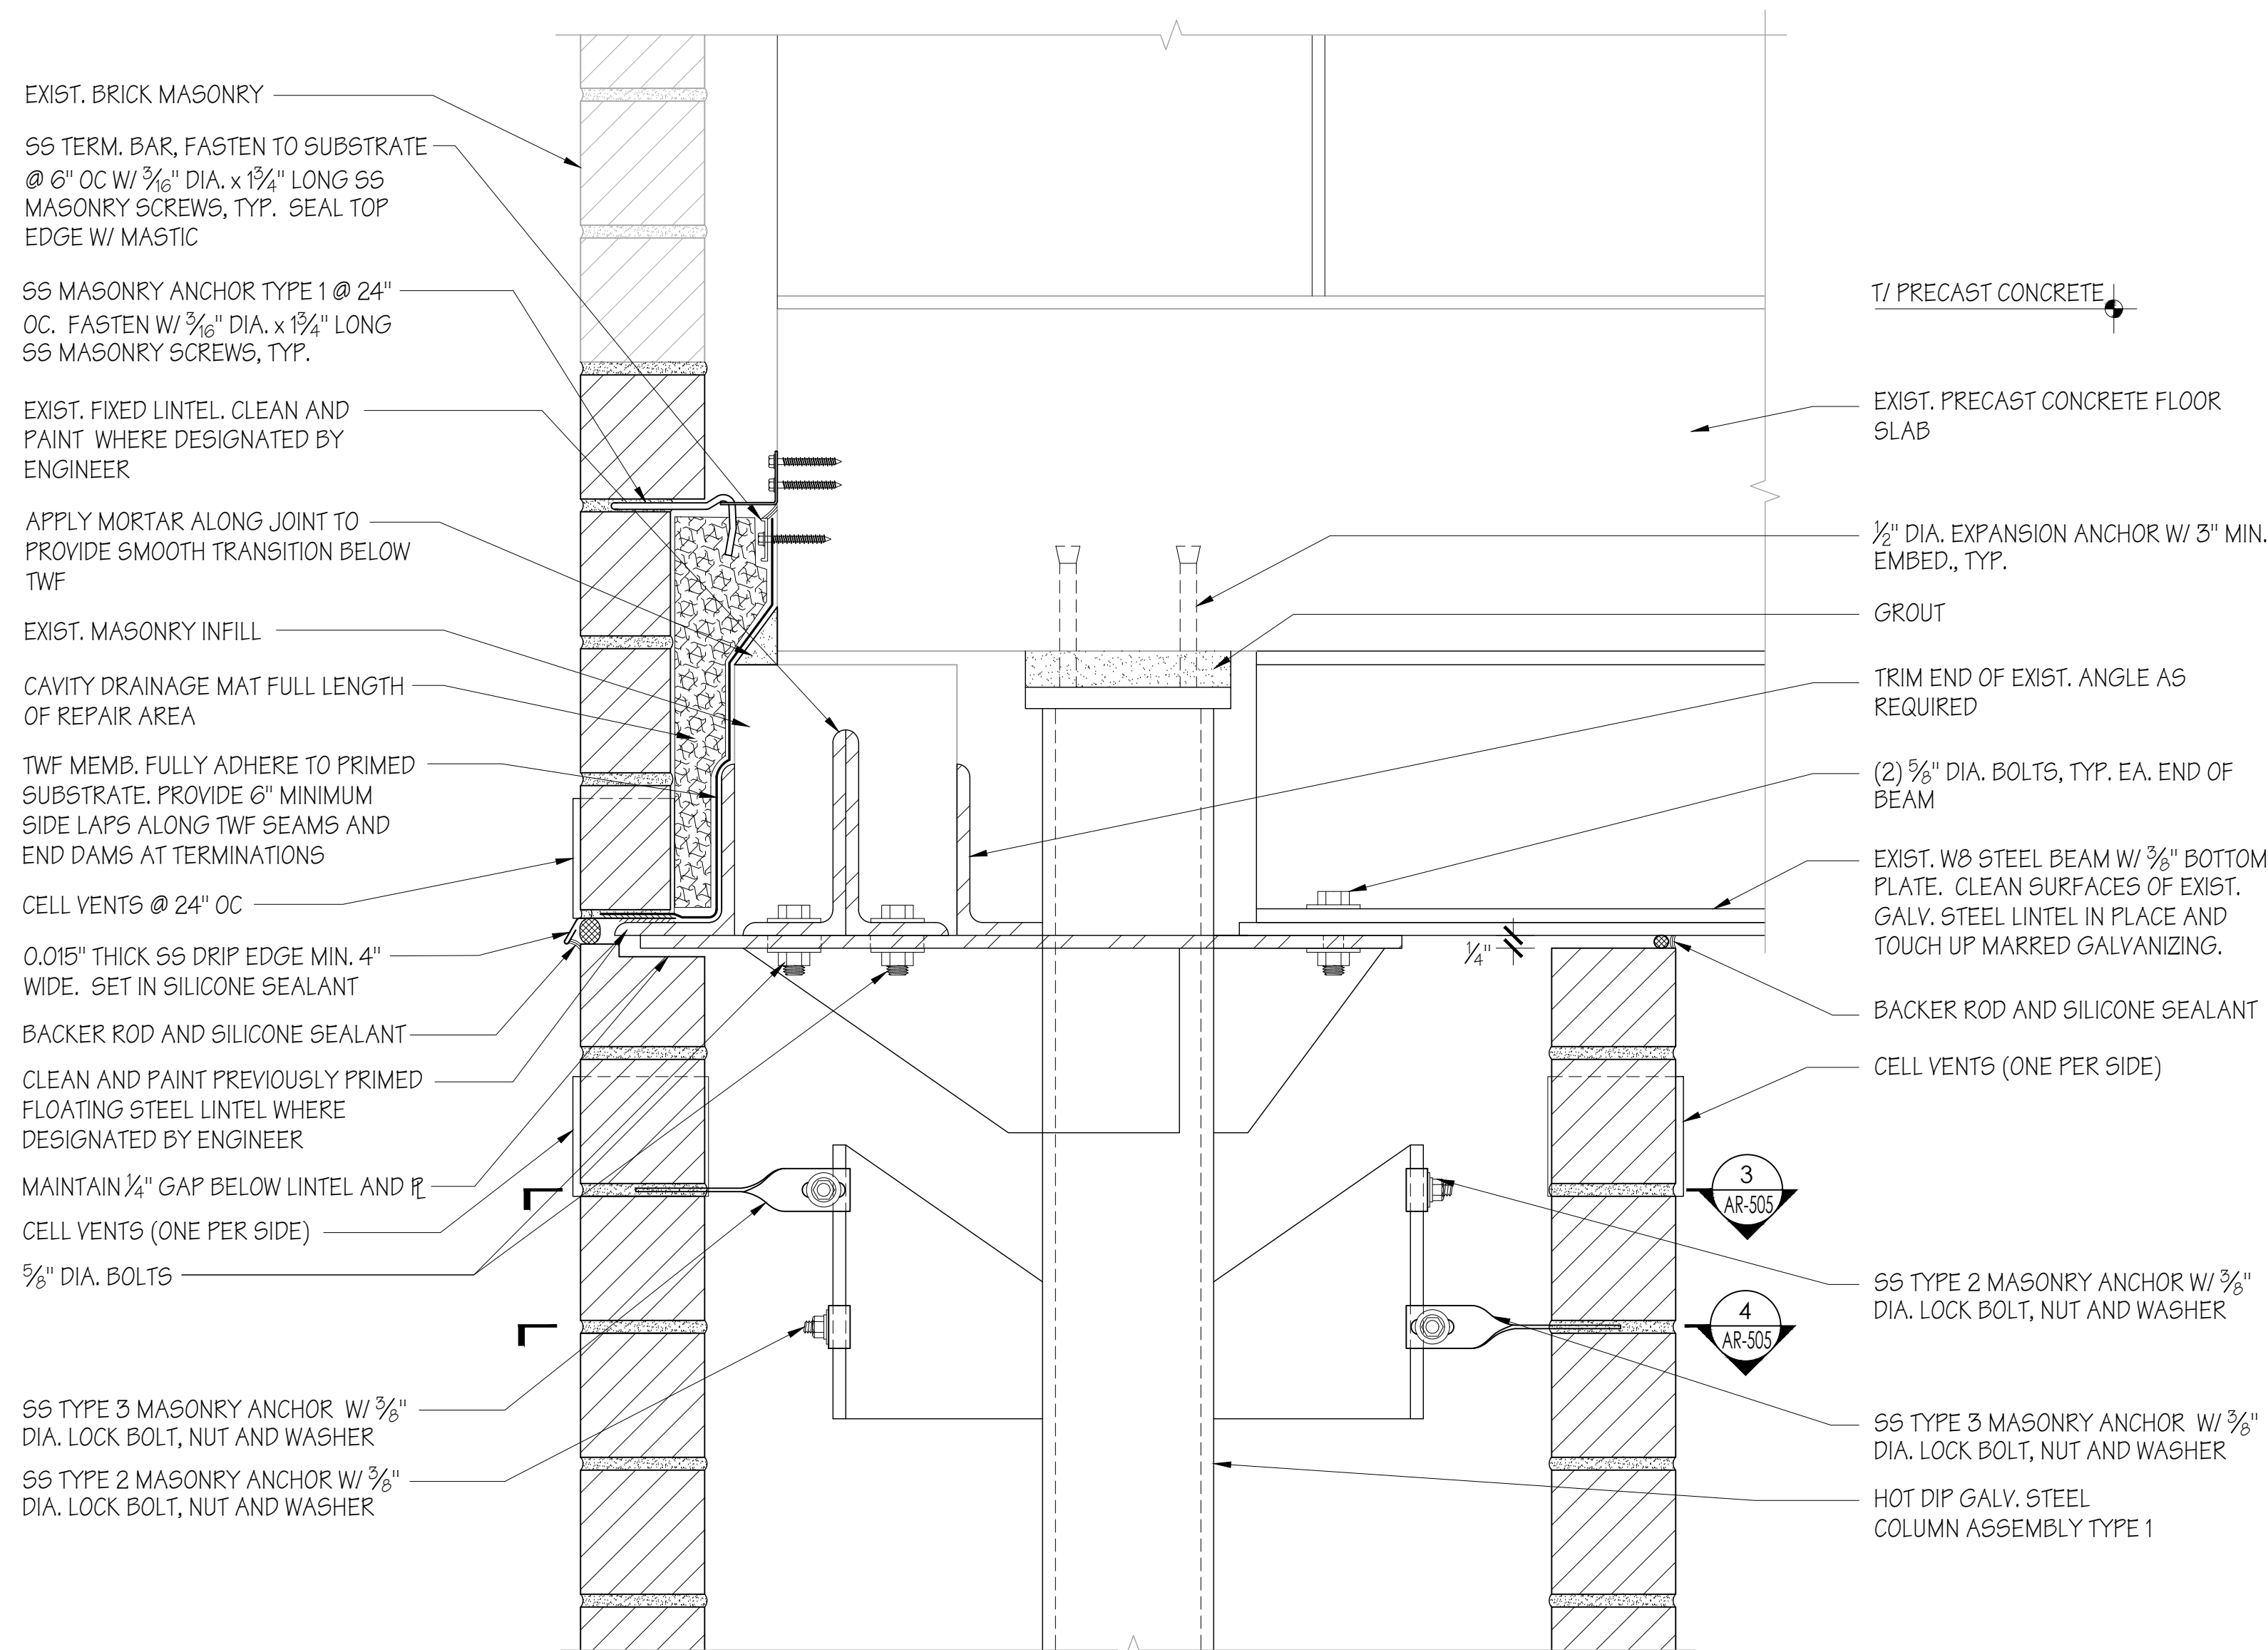 EXIST. BRICK MASONRY
SS TERM. BAR, FASTEN TO SUBSTRATE
@ 6" OC W/ 3/16" DIA. x 1 3/4" LONG SS
MASONRY SCREWS, TYP. SEAL TOP
EDGE W/ MASTIC
SS MASONRY ANCHOR TYPE 1 @ 24"
OC. FASTEN W/ 3/16" DIA. x 1 3/4" LONG
SS MASONRY SCREWS, TYP.
EXIST. FIXED LINTEL. CLEAN AND
PAINT WHERE DESIGNATED BY
ENGINEER
APPLY MORTAR ALONG JOINT TO
PROVIDE SMOOTH TRANSITION BELOW
TWF
EXIST. MASONRY INFILL
CAVITY DRAINAGE MAT FULL LENGTH
OF REPAIR AREA
TWF MEMB. FULLY ADHERE TO PRIMED
SUBSTRATE. PROVIDE 6" MINIMUM
SIDE LAPS ALONG TWF SEAMS AND
END DAMS AT TERMINATIONS
CELL VENTS @ 24" OC
0.015" THICK SS DRIP EDGE MIN. 4"
WIDE. SET IN SILICONE SEALANT
BACKER ROD AND SILICONE SEALANT
CLEAN AND PAINT PREVIOUSLY PRIMED
FLOATING STEEL LINTEL WHERE
DESIGNATED BY ENGINEER
MAINTAIN 1/4" GAP BELOW LINTEL AND PL
CELL VENTS (ONE PER SIDE)
5/8" DIA. BOLTS
SS TYPE 3 MASONRY ANCHOR W/ 3/8"
DIA. LOCK BOLT, NUT AND WASHER
SS TYPE 2 MASONRY ANCHOR W/ 3/8"
DIA. LOCK BOLT, NUT AND WASHER
1/4"
T/ PRECAST CONCRETE
EXIST. PRECAST CONCRETE FLOOR
SLAB
1/2" DIA. EXPANSION ANCHOR W/ 3" MIN.
EMBED., TYP.
GROUT
TRIM END OF EXIST. ANGLE AS
REQUIRED
(2) 5/8" DIA. BOLTS, TYP. EA. END OF
BEAM
EXIST. W8 STEEL BEAM W/ 3/8" BOTTOM
PLATE. CLEAN SURFACES OF EXIST.
GALV. STEEL LINTEL IN PLACE AND
TOUCH UP MARRED GALVANIZING.
BACKER ROD AND SILICONE SEALANT
CELL VENTS (ONE PER SIDE)
3
AR-505
SS TYPE 2 MASONRY ANCHOR W/ 3/8"
DIA. LOCK BOLT, NUT AND WASHER
4
AR-505
SS TYPE 3 MASONRY ANCHOR W/ 3/8"
DIA. LOCK BOLT, NUT AND WASHER
HOT DIP GALV. STEEL
COLUMN ASSEMBLY TYPE 1